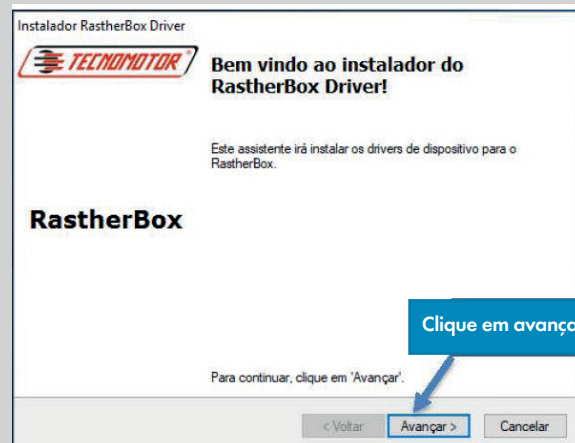 Instalador RastherBox Driver
TECNOMOTOR
Bem vindo ao instalador do
RastherBox Driver!
Este assistente irá instalar os drivers de dispositivo para o
RastherBox.
RastherBox
Clique em avança
Para continuar, clique em 'Avançar'.
< Voltar
Avançar >
Cancelar